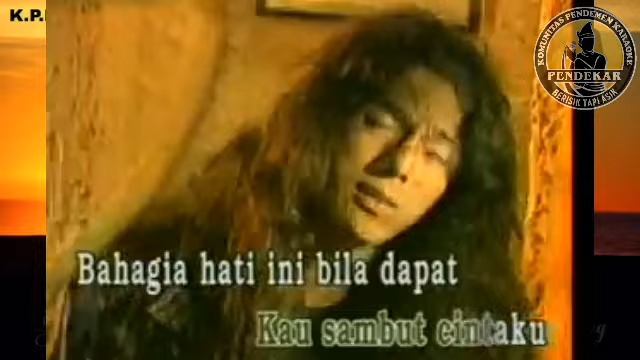 K.P.
KOMUNITAS PENDEMEN KARAOKE
PENDEKAR
BERISIK TAPI ASIK
Bahagia hati ini bila dapat
Kau sambut cintaku